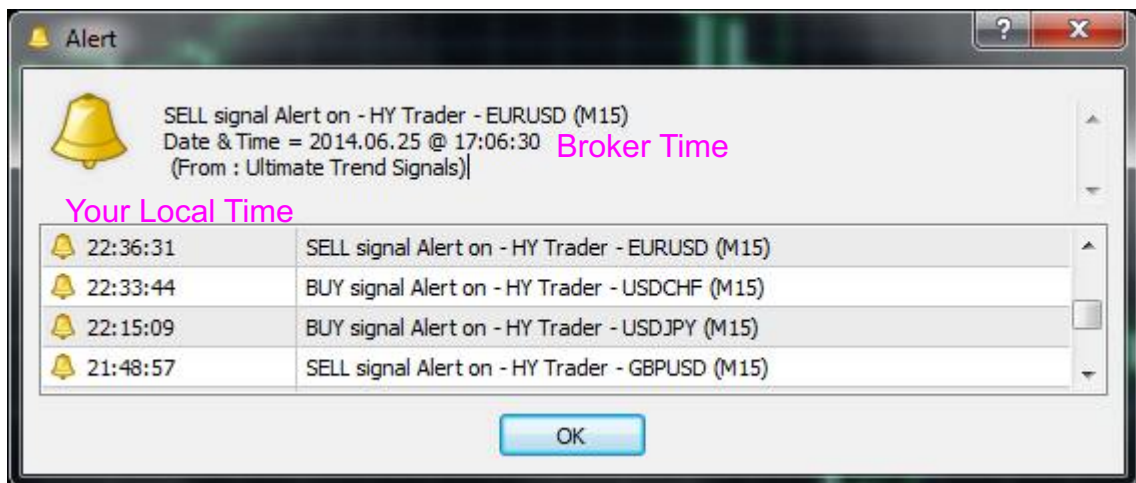 Alert
?
x
SELL signal Alert on - HY Trader - EURUSD (M15)
Date & Time = 2014.06.25 @ 17:06:30 Broker Time
(From : Ultimate Trend Signals)
Your Local Time
22:36:31 SELL signal Alert on - HY Trader - EURUSD (M15)
22:33:44 BUY signal Alert on - HY Trader - USDCHF (M15)
22:15:09 BUY signal Alert on - HY Trader - USDJPY (M15)
21:48:57 SELL signal Alert on - HY Trader - GBPUSD (M15)
OK